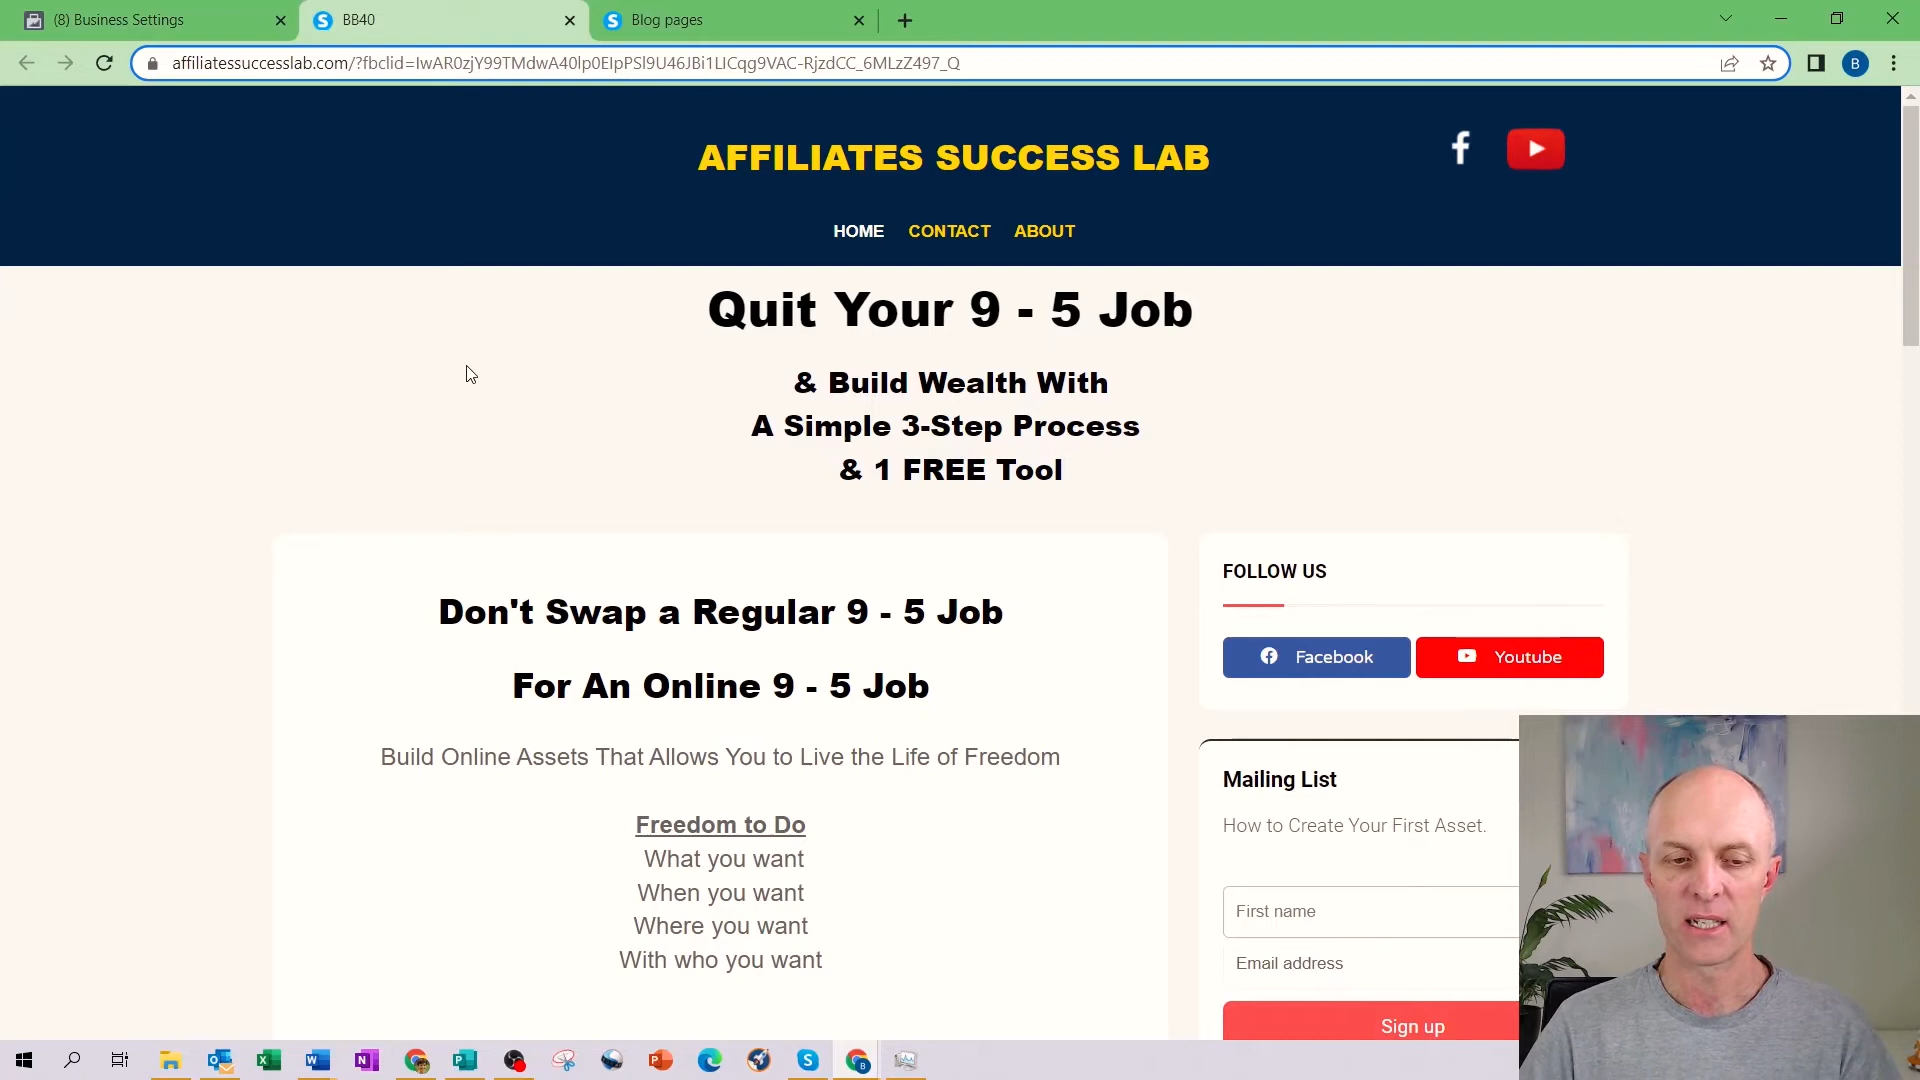 (8) Business Settings
BB40
Blog pages
affiliatessuccesslab.com/?fbclid=IwAR0zjY99TMdwA40lp0EIpPSl9U46JBi1LICqg9VAC-RjzdCC_6MLzZ497_Q
B
AFFILIATES SUCCESS LAB
HOME CONTACT ABOUT
Quit Your 9 - 5 Job
& Build Wealth With
A Simple 3-Step Process
& 1 FREE Tool
Don't Swap a Regular 9 - 5 Job
For An Online 9 - 5 Job
Build Online Assets That Allows You to Live the Life of Freedom
Freedom to Do
What you want
When you want
Where you want
With who you want
FOLLOW US
Facebook
Youtube
Mailing List
How to Create Your First Asset.
First name
Email address
Sign up